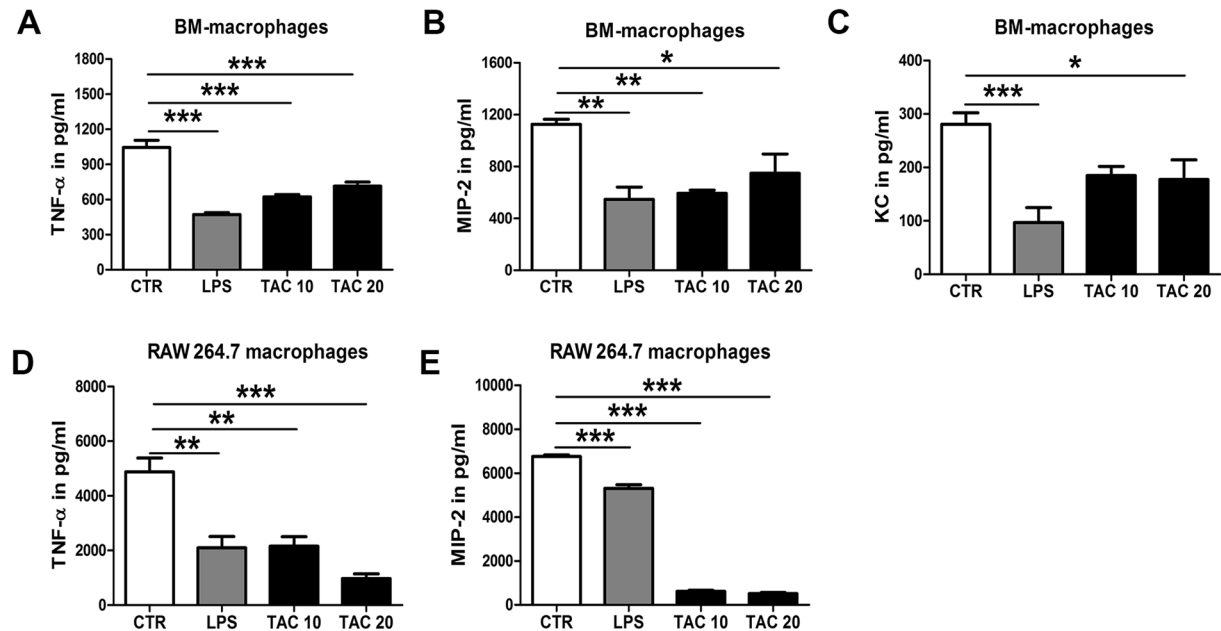 A
BM-macrophages
TNF-α in pg/ml
1800
1500
1200
900
600
300
0
***
***
***
CTR LPS TAC 10 TAC 20
B
BM-macrophages
MIP-2 in pg/ml
1600
1200
800
400
0
*
**
**
CTR LPS TAC 10 TAC 20
C
BM-macrophages
KC in pg/ml
400
300
200
100
0
*
***
CTR LPS TAC 10 TAC 20
D
RAW 264.7 macrophages
TNF-α in pg/ml
8000
6000
4000
2000
0
***
**
**
CTR LPS TAC 10 TAC 20
E
RAW 264.7 macrophages
MIP-2 in pg/ml
10000
8000
6000
4000
2000
0
***
***
***
CTR LPS TAC 10 TAC 20